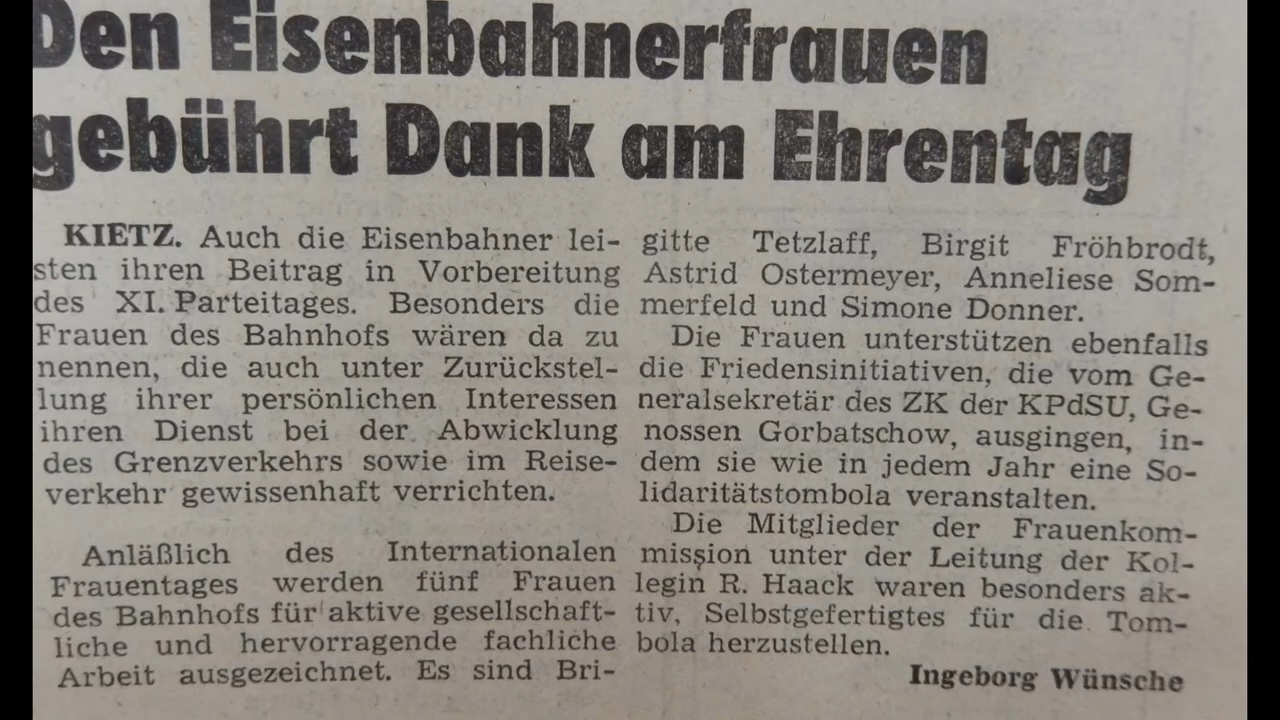 Den Eisenbahnerfrauen
gebührt Dank am Ehrentag
KIETZ. Auch die Eisenbahner lei-
sten ihren Beitrag in Vorbereitung
des XI. Parteitages. Besonders die
Frauen des Bahnhofs wären da zu
nennen, die auch unter Zurückstel-
lung ihrer persönlichen Interessen
ihren Dienst bei der Abwicklung
des Grenzverkehrs sowie im Reise-
verkehr gewissenhaft verrichten.
Anläßlich des Internationalen
Frauentages werden fünf Frauen
des Bahnhofs für aktive gesellschaft-
liche und hervorragende fachliche
Arbeit ausgezeichnet. Es sind Bri-
gitte Tetzlaff, Birgit Fröhbrodt,
Astrid Ostermeyer, Anneliese Som-
merfeld und Simone Donner.
Die Frauen unterstützen ebenfalls
die Friedensinitiativen, die vom Ge-
neralsekretär des ZK der KPdSU, Ge-
nossen Gorbatschow, ausgingen, in-
dem sie wie in jedem Jahr eine So-
lidaritätstombola veranstalten.
Die Mitglieder der Frauenkom-
mission unter der Leitung der Kol-
legin R. Haack waren besonders ak-
tiv, Selbstgefertigtes für die Tom-
bola herzustellen.
Ingeborg Wünsche